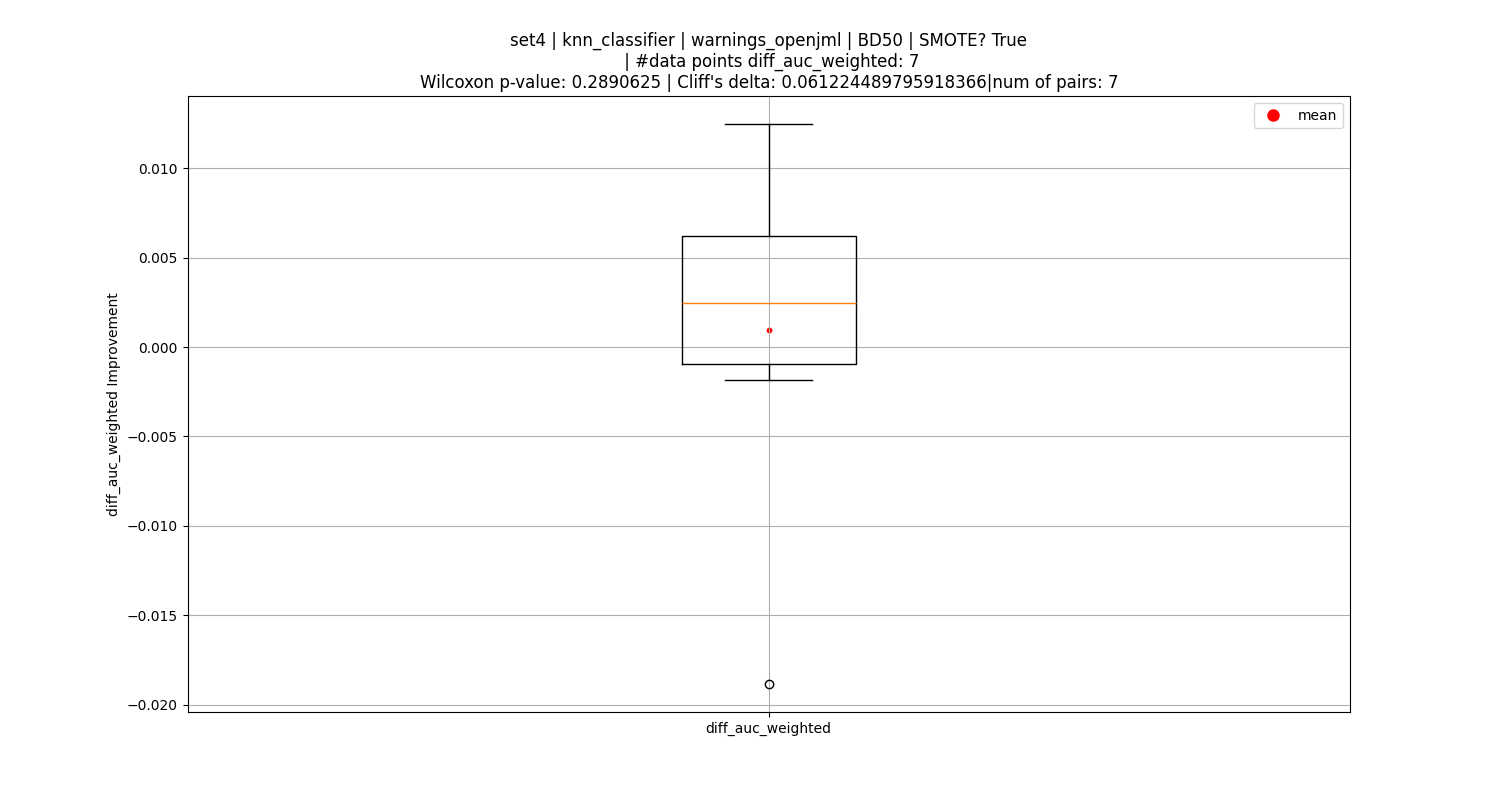 set4 | knn_classifier | warnings_openjml | BD50 | SMOTE? True
| #data points diff_auc_weighted: 7
Wilcoxon p-value: 0.2890625 | Cliff's delta: 0.061224489795918366|num of pairs: 7
mean
0.010
0.005
0.000
−0.005
−0.010
−0.015
−0.020
diff_auc_weighted Improvement
diff_auc_weighted